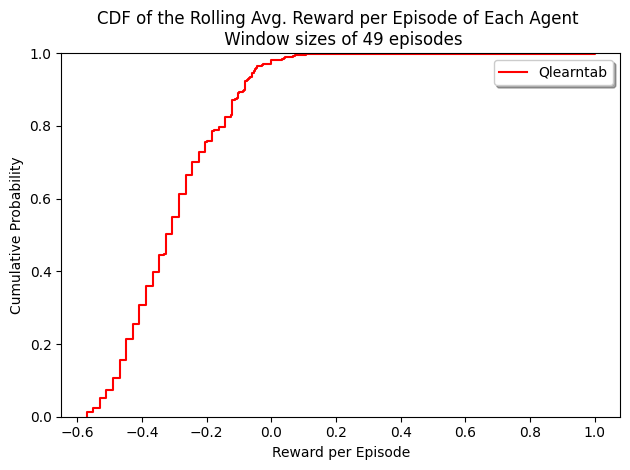 CDF of the Rolling Avg. Reward per Episode of Each Agent
Window sizes of 49 episodes
1.0
0.8
0.6
0.4
0.2
0.0
Cumulative Probability
Qlearntab
−0.6 −0.4 −0.2 0.0 0.2 0.4 0.6 0.8 1.0
Reward per Episode